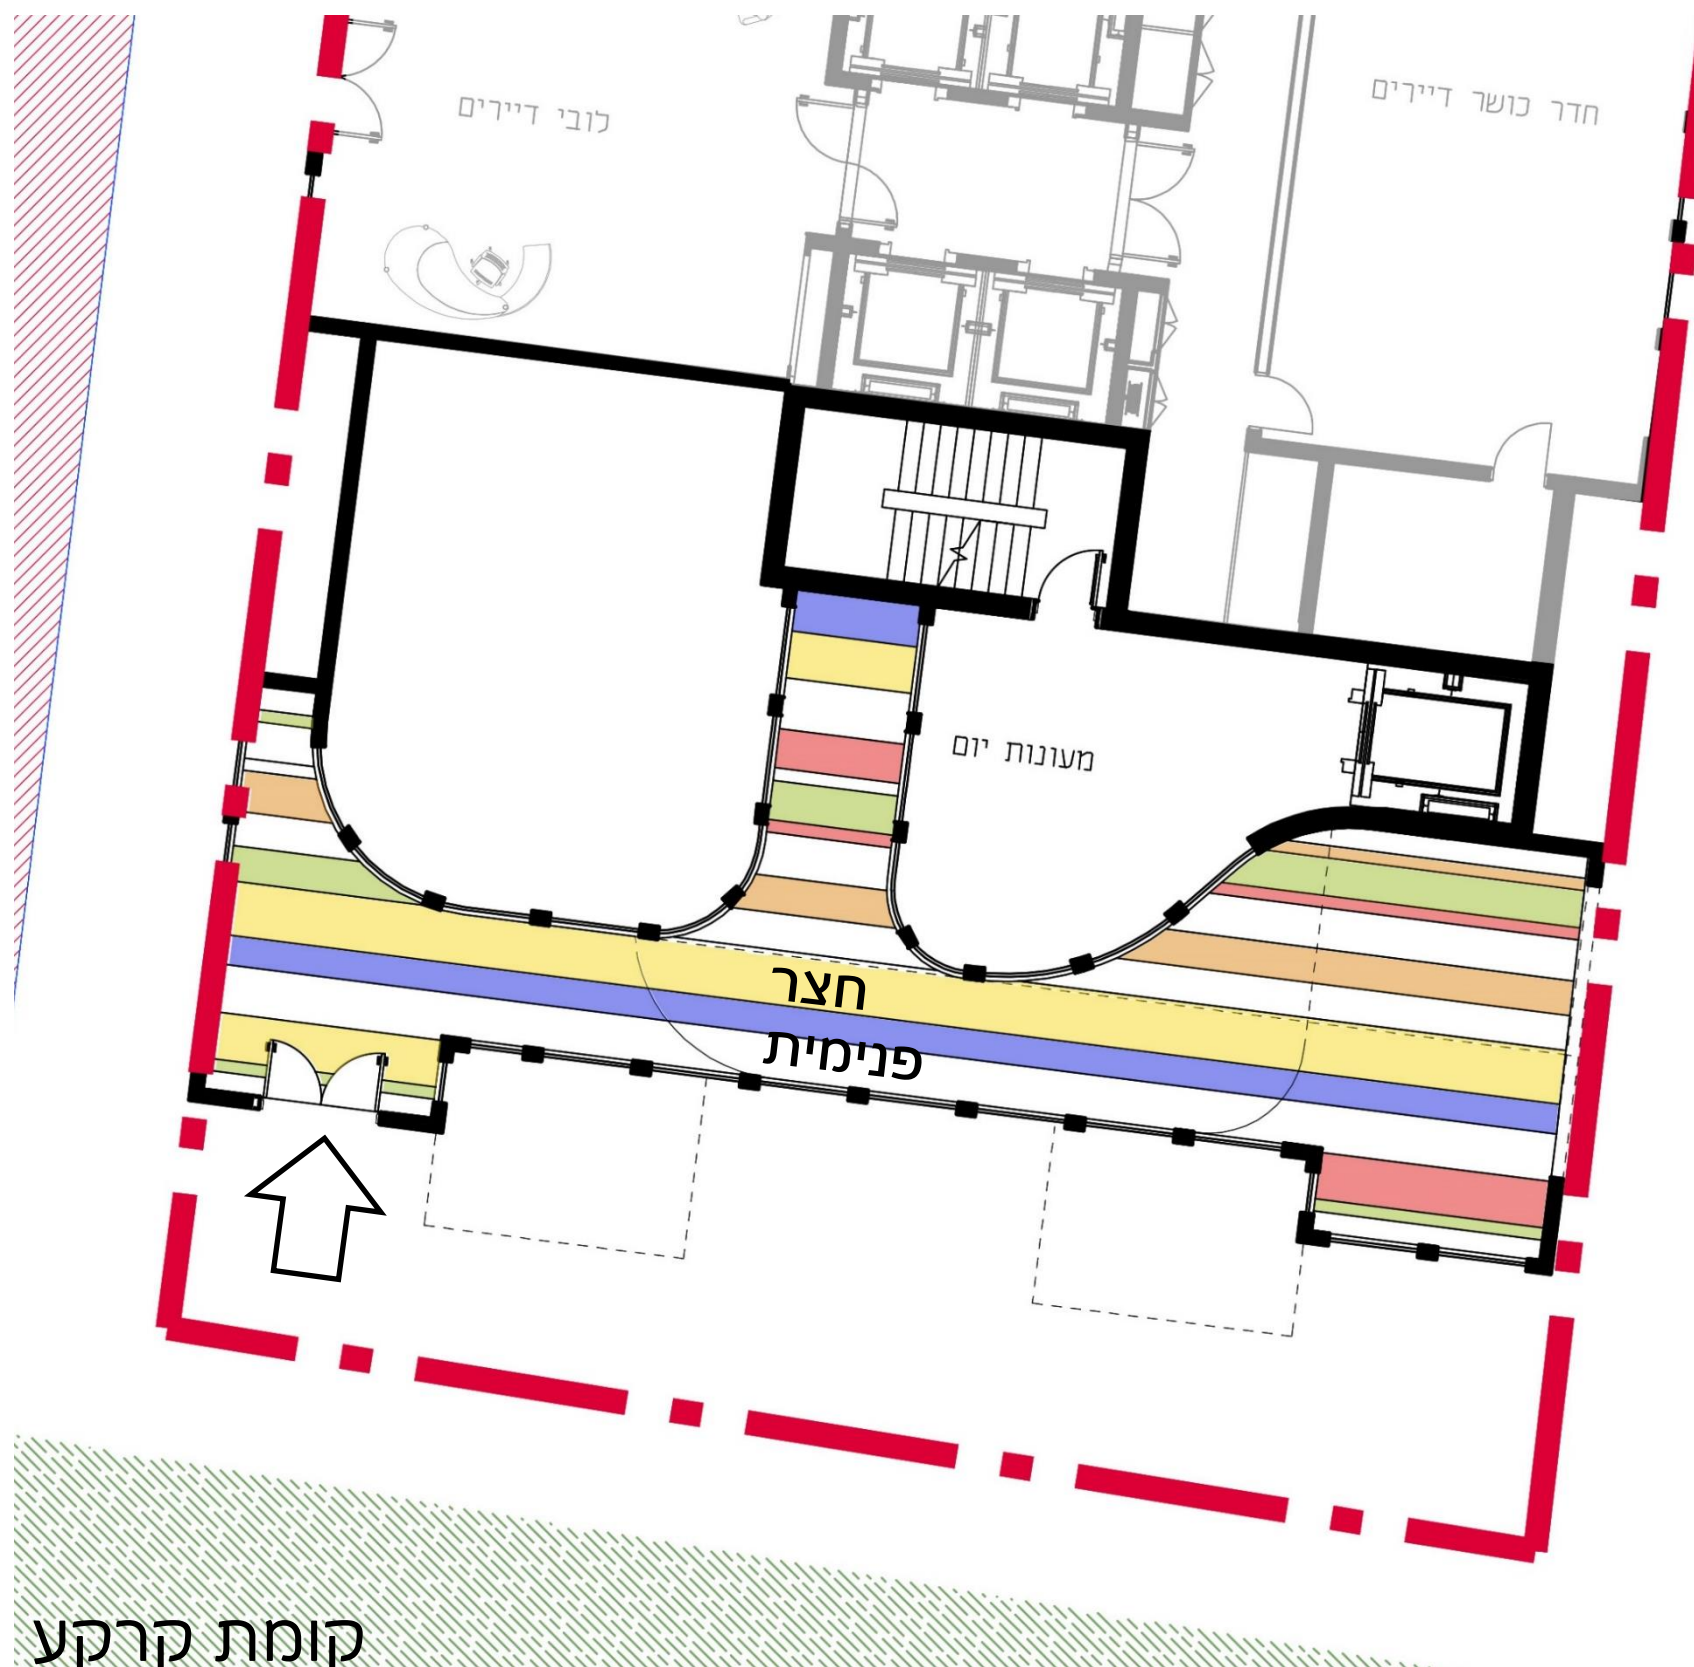 חדר כושר דיירים
לובי דיירים
מעונות יום
חצר
פנימית
קומת קרקע